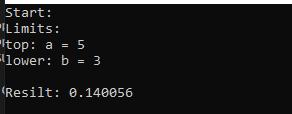 Start:
Limits:
top: a = 5
lower: b = 3
Resilt: 0.140056